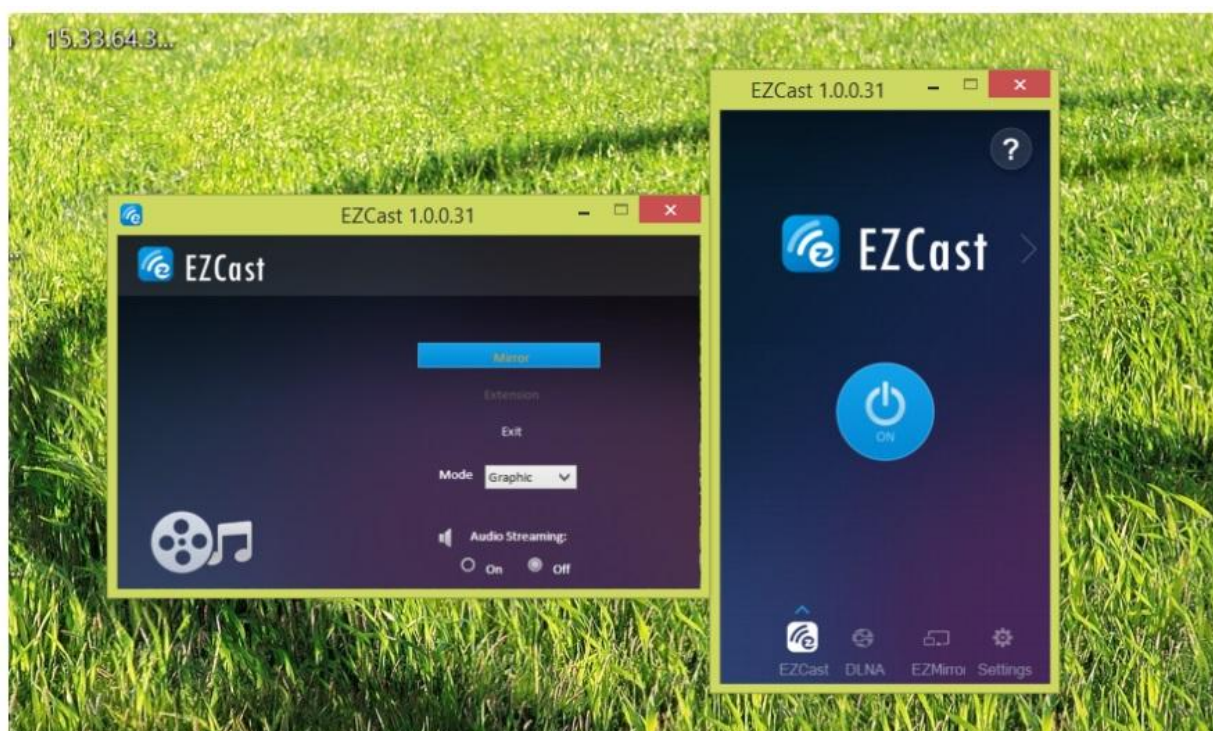 15.33.64.3...
EZCast 1.0.0.31
EZCast
Mirror
Extension
Exit
Mode Graphic
Audio Streaming:
On Off
EZCast 1.0.0.31
?
EZCast
ON
EZCast DLNA EZMirror Settings